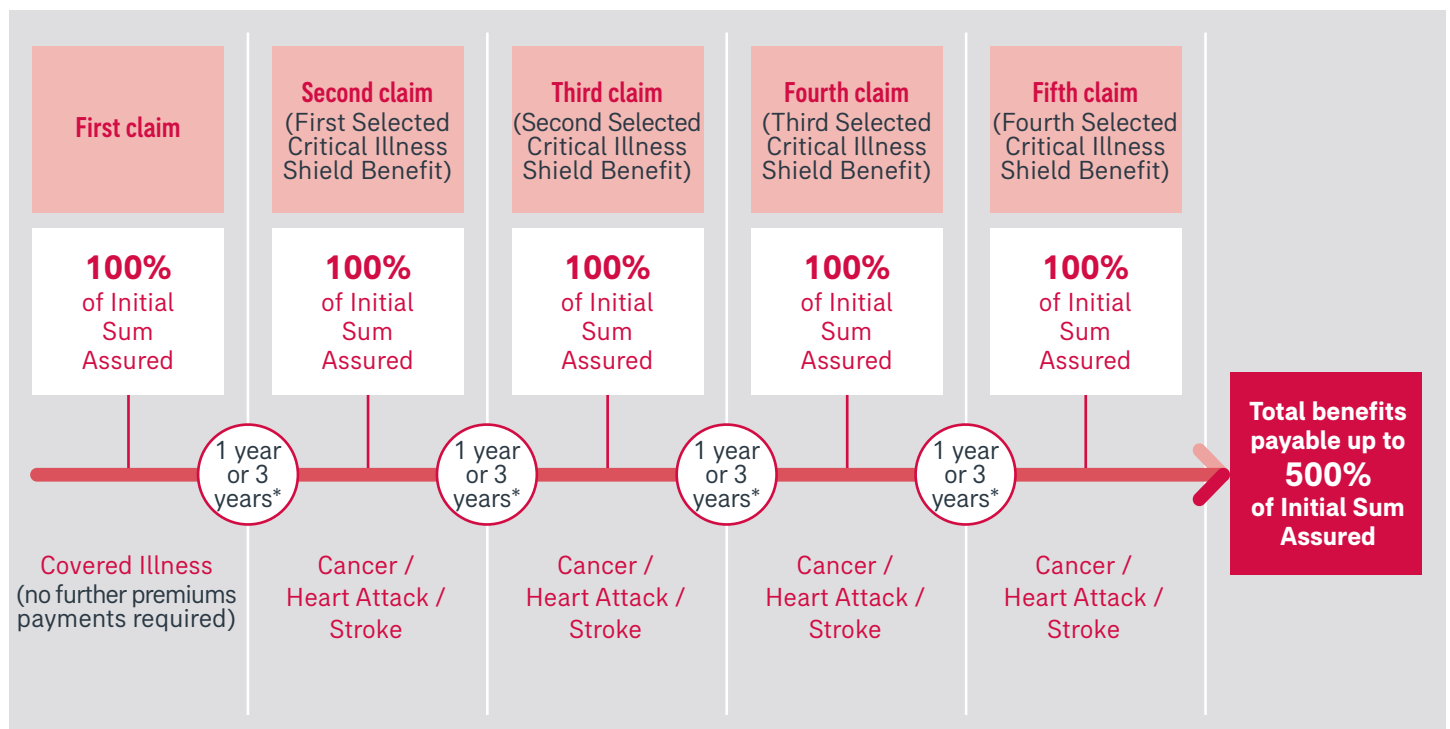 First claim
Second claim
(First Selected
Critical Illness
Shield Benefit)
Third claim
(Second Selected
Critical Illness
Shield Benefit)
Fourth claim
(Third Selected
Critical Illness
Shield Benefit)
Fifth claim
(Fourth Selected
Critical Illness
Shield Benefit)
100%
of Initial
Sum
Assured
100%
of Initial
Sum
Assured
100%
of Initial
Sum
Assured
100%
of Initial
Sum
Assured
100%
of Initial
Sum
Assured
1 year
or 3
years*
1 year
or 3
years*
1 year
or 3
years*
1 year
or 3
years*
Total benefits
payable up to
500%
of Initial Sum
Assured
Covered Illness
(no further premiums
payments required)
Cancer /
Heart Attack /
Stroke
Cancer /
Heart Attack /
Stroke
Cancer /
Heart Attack /
Stroke
Cancer /
Heart Attack /
Stroke